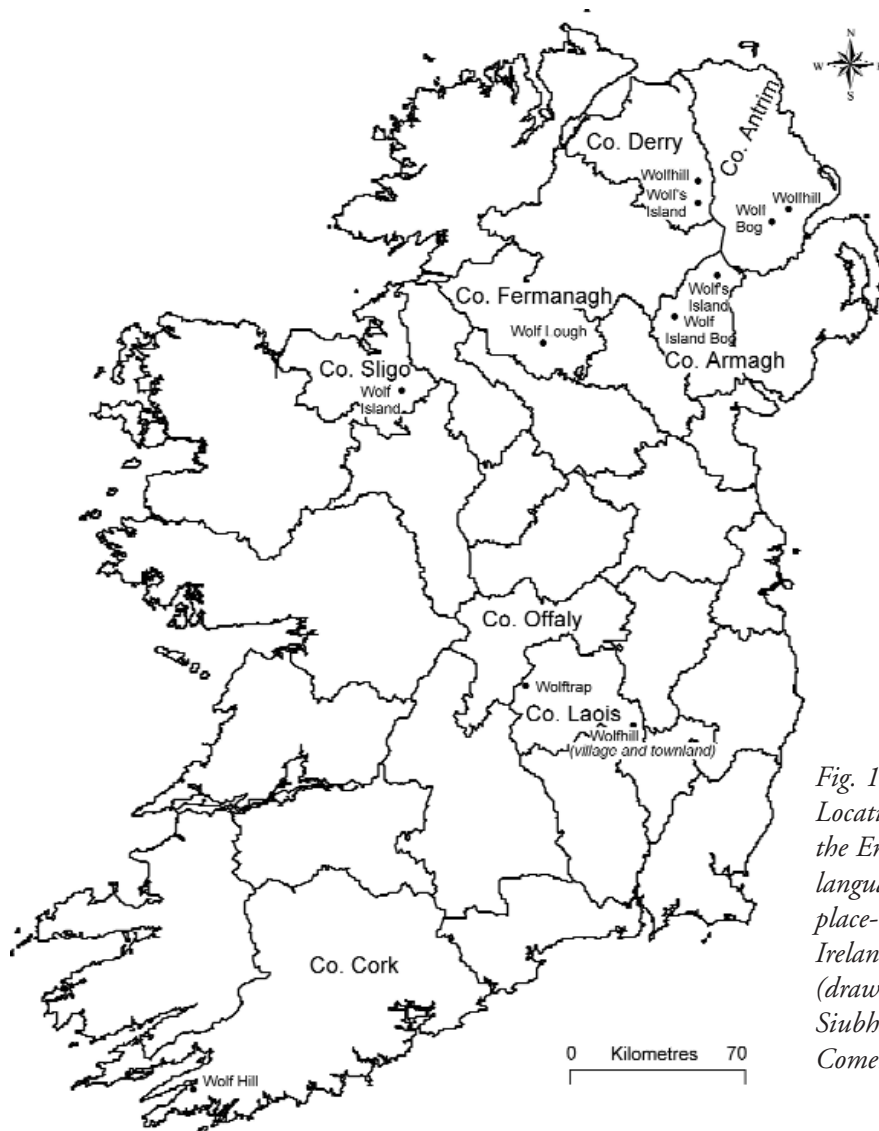 N
W
S
Co. Antrim
Co. Derry
Wolfhill
Wolf's
Island
Wolfhill
Wolf
Bog
Co. Fermanagh
Wolf's
Island
Wolf
Island Bog
Wolf Lough
Co. Armagh
Co. Sligo
Wolf
Island
Co. Offaly
Wolftrap
Co. Laois
Wolfhill
(village and townland)
Fig. 1
Locati
the En
langua
place-
Irelan
(draw
Siubh
Come
Co. Cork
0 Kilometres 70
Wolf Hill